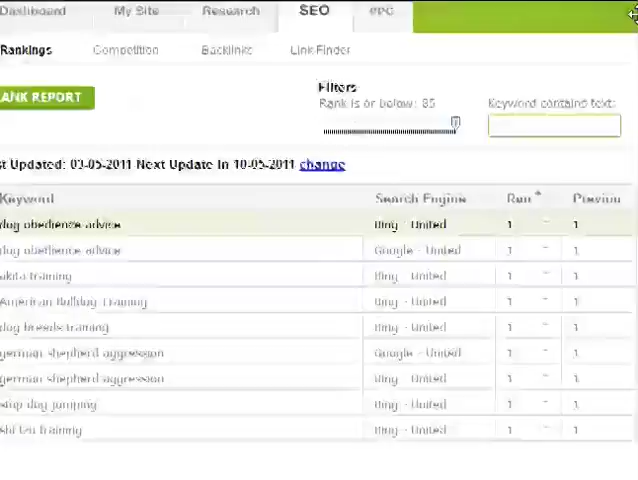 Dashboard My Site Research SEO PPC
Rankings Competition Backlinks Link Finder
ANK REPORT
Filters
Rank is or below: 85 Keyword contains text:
t Updated: 03-05-2011 Next Update In 10-05-2011 change
Keyword Search Engine Run Previou
dog obedience advice Bing - United 1 - 1
dog obedience advice Google - United 1 - 1
akita training Bing - United 1 - 1
American Bulldog Training Bing - United 1 - 1
dog breeds training Bing - United 1 - 1
german shepherd aggression Google - United 1 - 1
german shepherd aggression Bing - United 1 - 1
stop dog jumping Bing - United 1 - 1
shi tzu training Bing - United 1 - 1